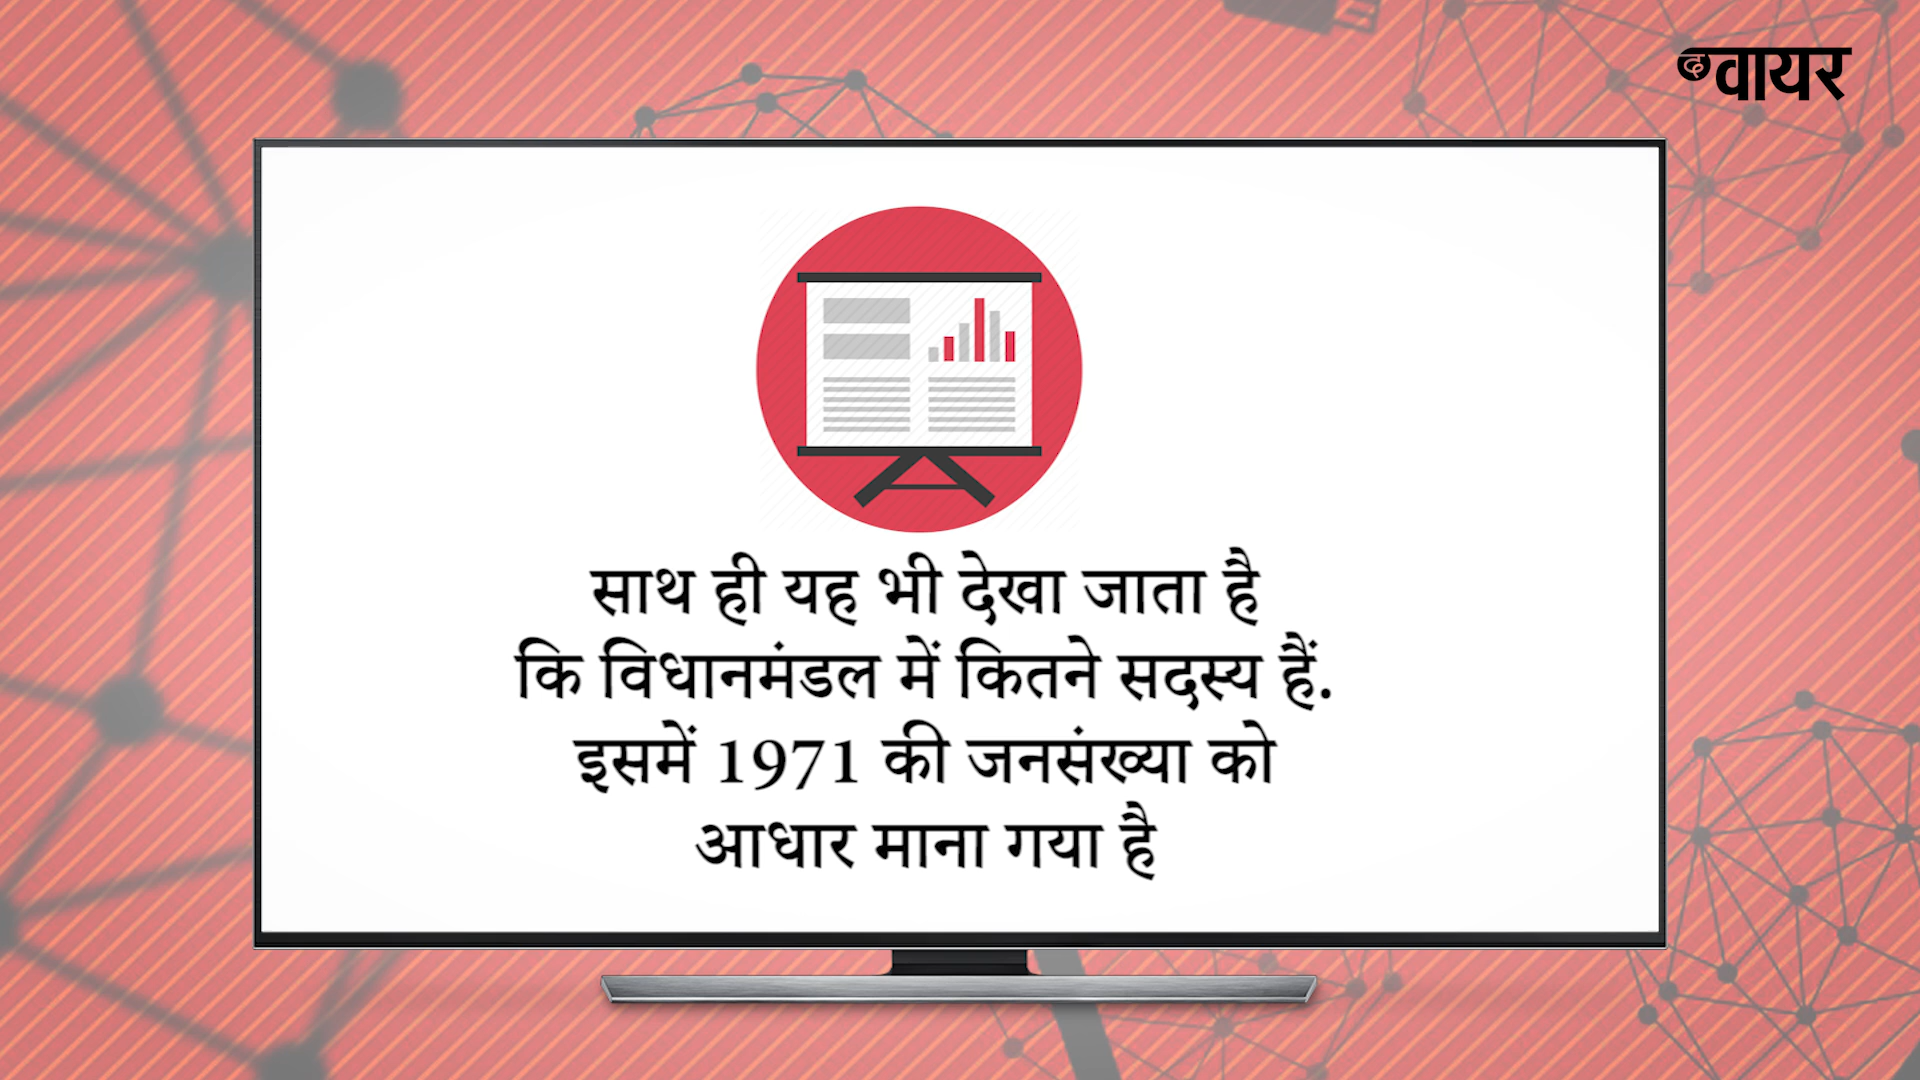 द वायर
साथ ही यह भी देखा जाता है
कि विधानमंडल में कितने सदस्य हैं.
इसमें 1971 की जनसंख्या को
आधार माना गया है